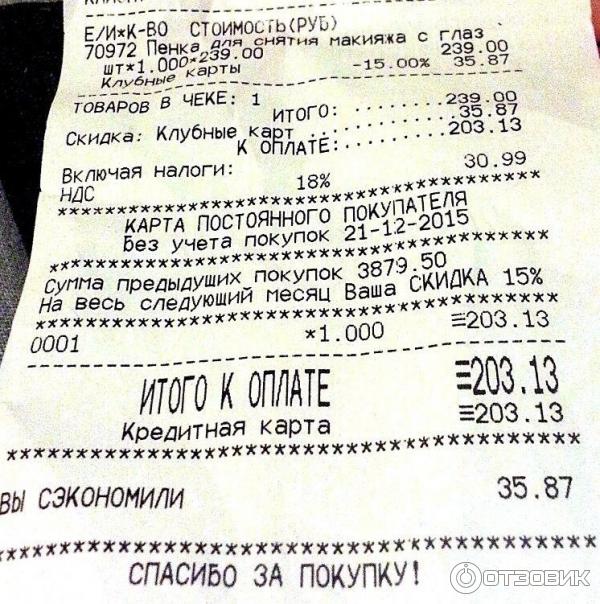 Е/И*К-ВО СТОИМОСТЬ(РУБ)
70972 Пенка для снятия макияжа с глаз
шт*1.000*239.00 239.00
Клубные карты -15.00% 35.87
ТОВАРОВ В ЧЕКЕ: 1
ИТОГО:.........239.00
Скидка: Клубные карт ...........35.87
К ОПЛАТЕ:.........203.13
Включая налоги:
НДС 18% 30.99
*****************************************
КАРТА ПОСТОЯННОГО ПОКУПАТЕЛЯ
Без учета покупок 21-12-2015
*****************************************
Сумма предыдущих покупок 3879.50
На весь следующий месяц Ваша СКИДКА 15%
*****************************************
0001 *1.000 ≡203.13
ИТОГО К ОПЛАТЕ ≡203.13
Кредитная карта ≡203.13
*****************************************
ВЫ СЭКОНОМИЛИ 35.87
*****************************************
СПАСИБО ЗА ПОКУПКУ!
ОТЗОВИК